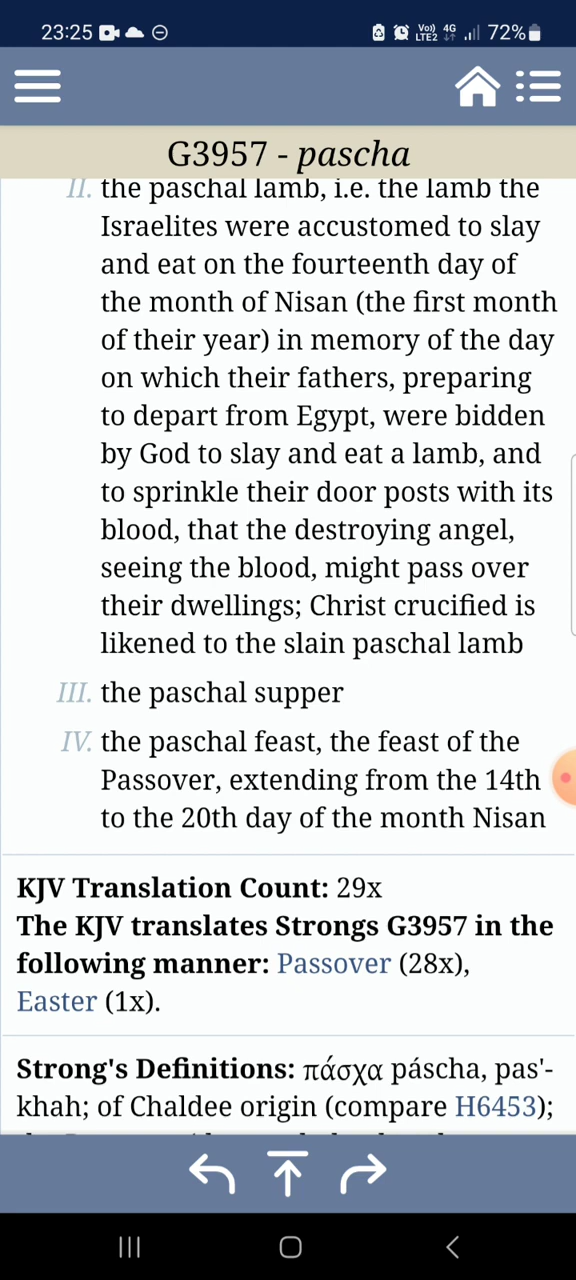 23:25
Vo)) 4G LTE2 72%
G3957 - pascha
II. the paschal lamb, i.e. the lamb the
Israelites were accustomed to slay
and eat on the fourteenth day of
the month of Nisan (the first month
of their year) in memory of the day
on which their fathers, preparing
to depart from Egypt, were bidden
by God to slay and eat a lamb, and
to sprinkle their door posts with its
blood, that the destroying angel,
seeing the blood, might pass over
their dwellings; Christ crucified is
likened to the slain paschal lamb
III. the paschal supper
IV. the paschal feast, the feast of the
Passover, extending from the 14th
to the 20th day of the month Nisan
KJV Translation Count: 29x
The KJV translates Strongs G3957 in the
following manner: Passover (28x),
Easter (1x).
Strong's Definitions: πάσχα páscha, pas'-
khah; of Chaldee origin (compare H6453);